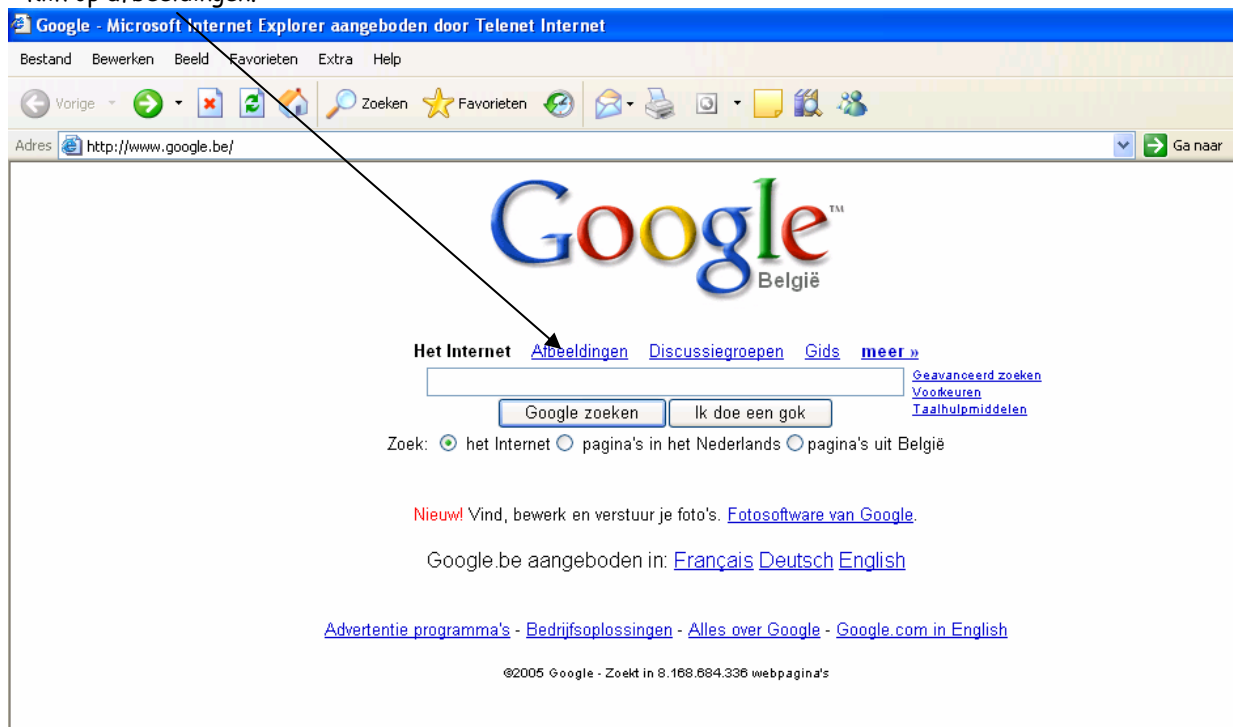 Klik op afbeeldingen.
Google - Microsoft Internet Explorer aangeboden door Telenet Internet
Bestand Bewerken Beeld Favorieten Extra Help
Vorige Zoeken Favorieten
Adres http://www.google.be/ Ga naar
Google™
België
Het Internet Afbeeldingen Discussiegroepen Gids meer »
Geavanceerd zoeken
Voorkeuren
Taalhulpmiddelen
Google zoeken Ik doe een gok
Zoek: het Internet pagina's in het Nederlands pagina's uit België
Nieuw! Vind, bewerk en verstuur je foto's. Fotosoftware van Google.
Google.be aangeboden in: Français Deutsch English
Advertentie programma's - Bedrijfsoplossingen - Alles over Google - Google.com in English
©2005 Google - Zoekt in 8.168.684.336 webpagina's